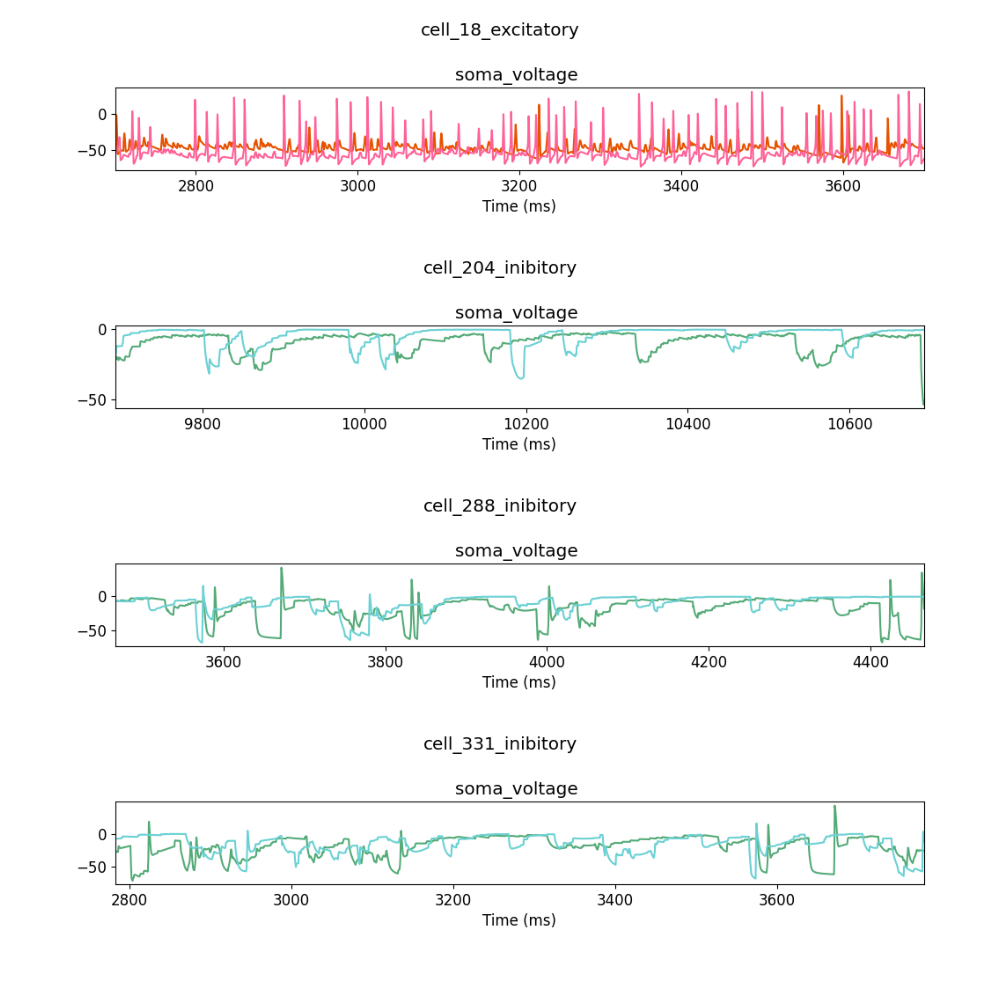 cell_18_excitatory
soma_voltage
0
−50
2800 3000 3200 3400 3600
Time (ms)
cell_204_inibitory
soma_voltage
0
−50
9800 10000 10200 10400 10600
Time (ms)
cell_288_inibitory
soma_voltage
0
−50
3600 3800 4000 4200 4400
Time (ms)
cell_331_inibitory
soma_voltage
0
−50
2800 3000 3200 3400 3600
Time (ms)